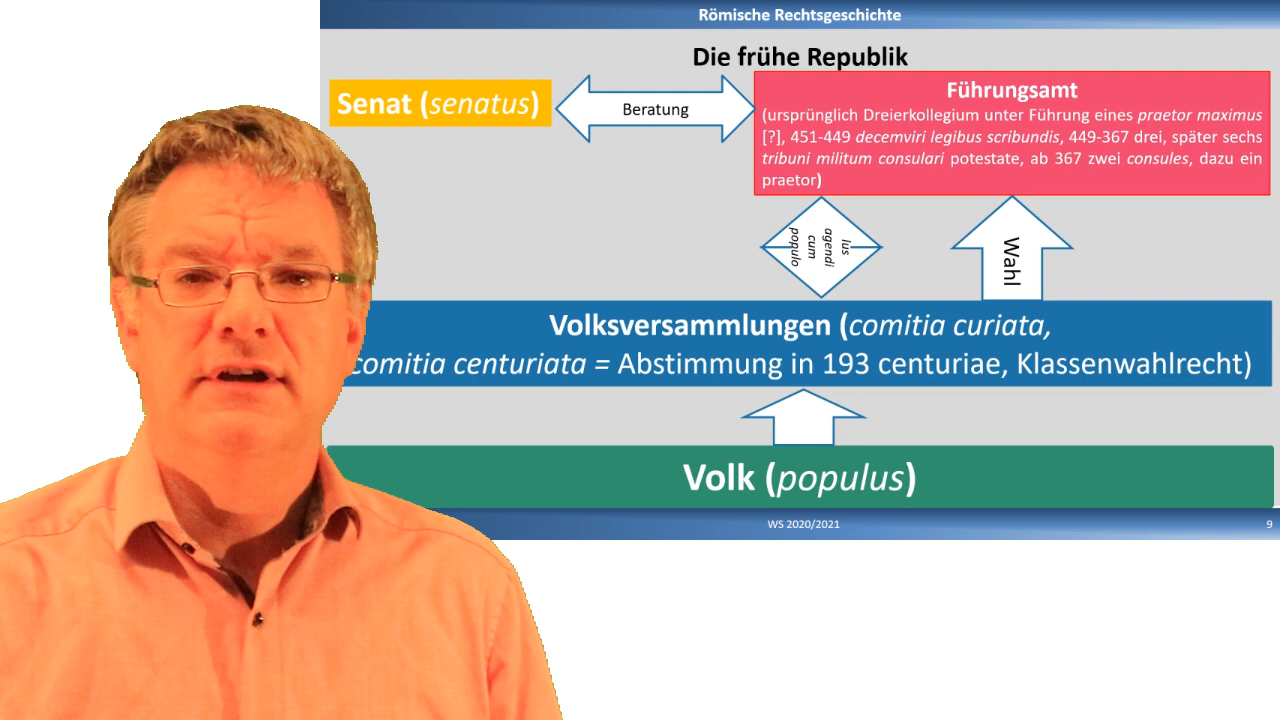 Römische Rechtsgeschichte
Die frühe Republik
Senat (senatus)
Beratung
Führungsamt
(ursprünglich Dreierkollegium unter Führung eines praetor maximus
[?], 451-449 decemviri legibus scribundis, 449-367 drei, später sechs
tribuni militum consulari potestate, ab 367 zwei consules, dazu ein
praetor)
Ius
agendi
cum
populo
Wahl
Volksversammlungen (comitia curiata,
comitia centuriata = Abstimmung in 193 centuriae, Klassenwahlrecht)
Volk (populus)
WS 2020/2021
9